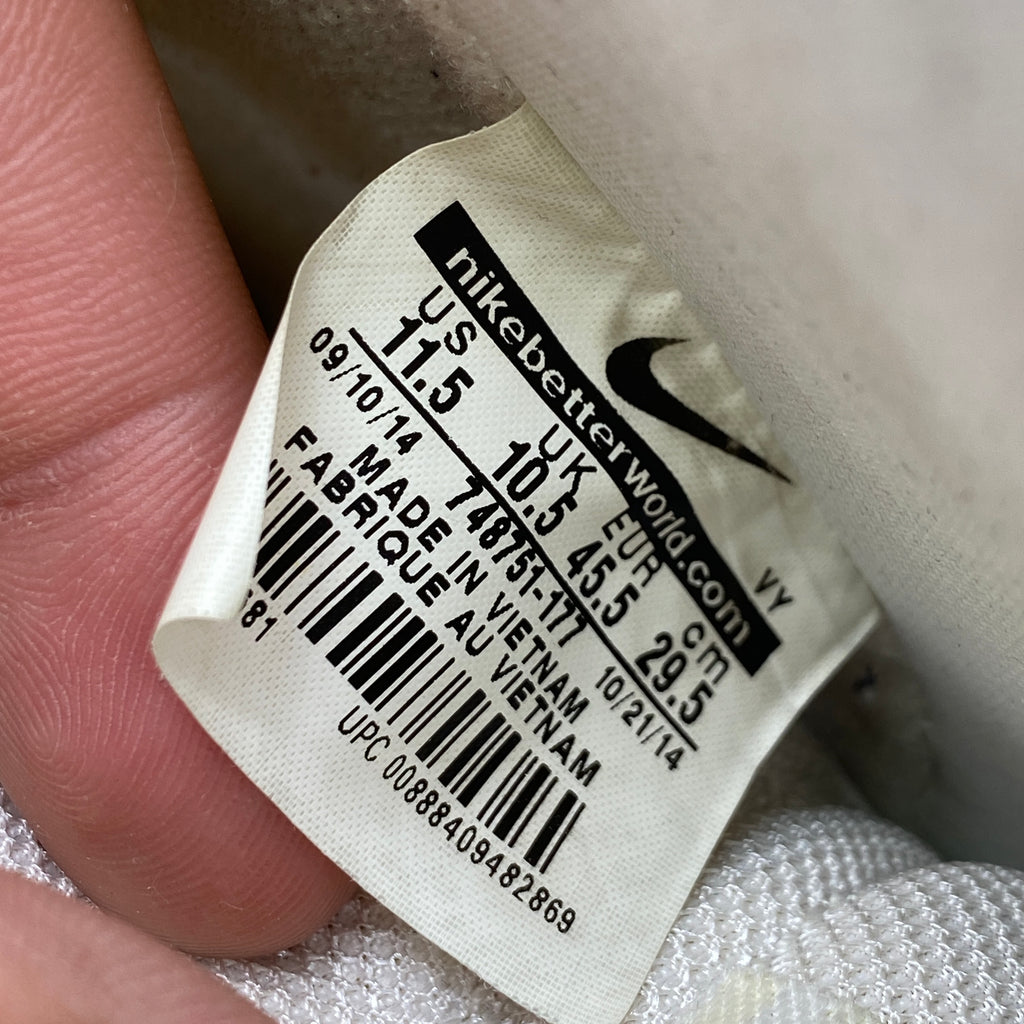 nikebetterworld.com
VY
US UK EUR cm
11.5 10.5 45.5 29.5
09/10/14 748751-177 10/21/14
MADE IN VIETNAM
FABRIQUE AU VIETNAM
681
UPC 00888409482869